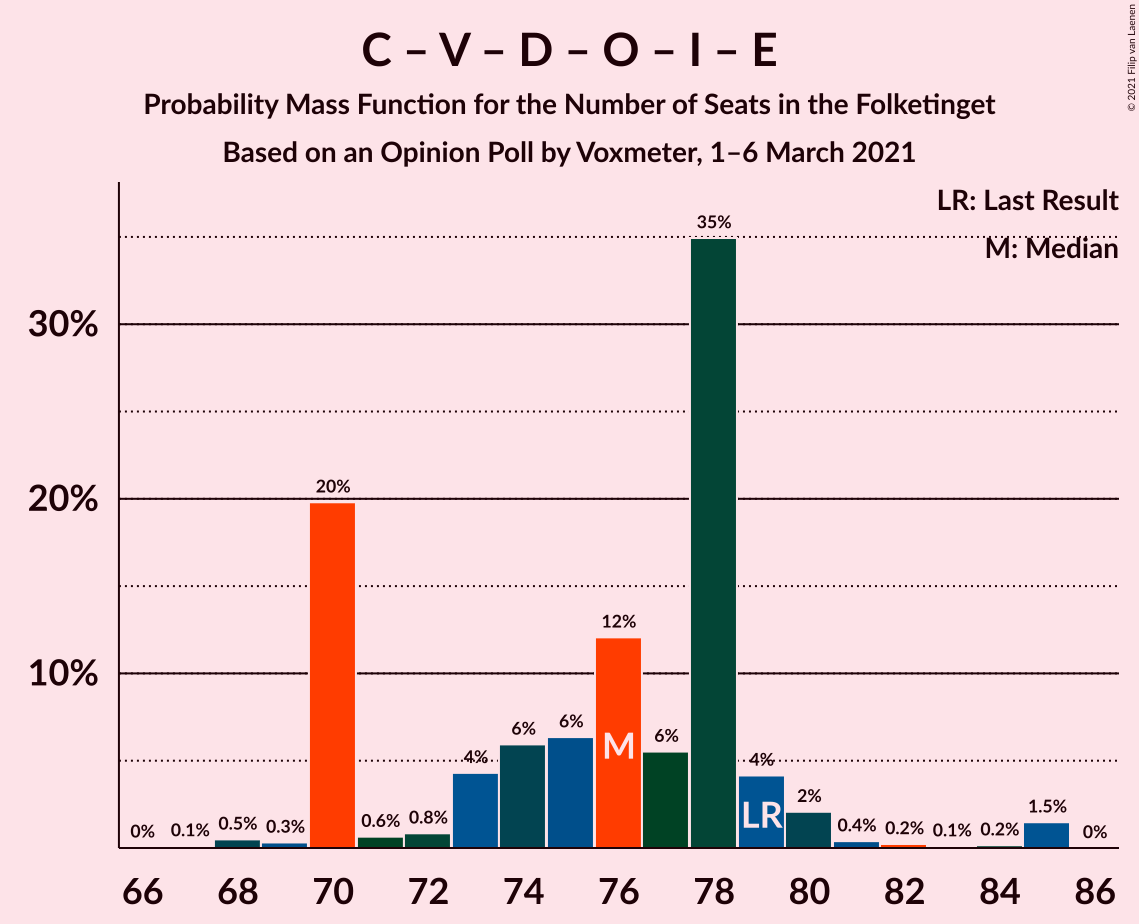 C – V – D – O – I – E
Probability Mass Function for the Number of Seats in the Folketinget
Based on an Opinion Poll by Voxmeter, 1–6 March 2021
© 2021 Filip van Laenen
LR: Last Result
M: Median
30%
20%
10%
0%
0.1%
0.5%
0.3%
20%
0.6%
0.8%
4%
6%
6%
12%
6%
35%
4%
2%
0.4%
0.2%
0.1%
0.2%
1.5%
0%
M
LR
66 68 70 72 74 76 78 80 82 84 86